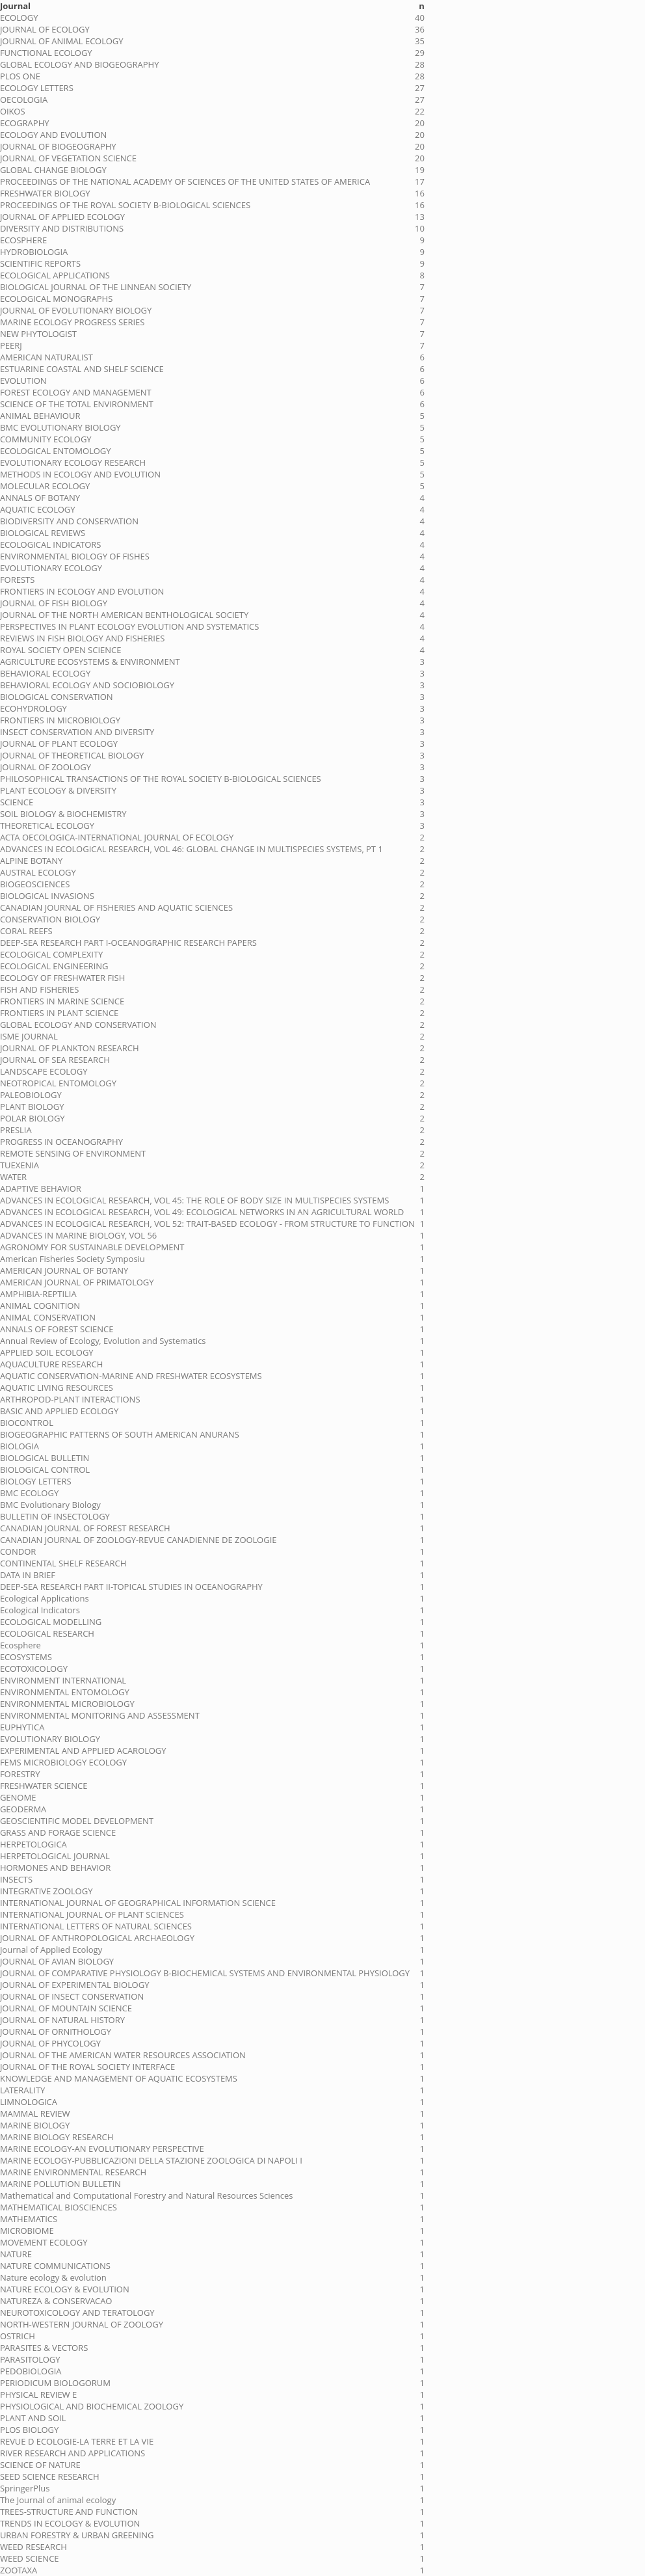 Journal n
ECOLOGY 40
JOURNAL OF ECOLOGY 36
JOURNAL OF ANIMAL ECOLOGY 35
FUNCTIONAL ECOLOGY 29
GLOBAL ECOLOGY AND BIOGEOGRAPHY 28
PLOS ONE 28
ECOLOGY LETTERS 27
OECOLOGIA 27
OIKOS 22
ECOGRAPHY 20
ECOLOGY AND EVOLUTION 20
JOURNAL OF BIOGEOGRAPHY 20
JOURNAL OF VEGETATION SCIENCE 20
GLOBAL CHANGE BIOLOGY 19
PROCEEDINGS OF THE NATIONAL ACADEMY OF SCIENCES OF THE UNITED STATES OF AMERICA 17
FRESHWATER BIOLOGY 16
PROCEEDINGS OF THE ROYAL SOCIETY B-BIOLOGICAL SCIENCES 16
JOURNAL OF APPLIED ECOLOGY 13
DIVERSITY AND DISTRIBUTIONS 10
ECOSPHERE 9
HYDROBIOLOGIA 9
SCIENTIFIC REPORTS 9
ECOLOGICAL APPLICATIONS 8
BIOLOGICAL JOURNAL OF THE LINNEAN SOCIETY 7
ECOLOGICAL MONOGRAPHS 7
JOURNAL OF EVOLUTIONARY BIOLOGY 7
MARINE ECOLOGY PROGRESS SERIES 7
NEW PHYTOLOGIST 7
PEERJ 7
AMERICAN NATURALIST 6
ESTUARINE COASTAL AND SHELF SCIENCE 6
EVOLUTION 6
FOREST ECOLOGY AND MANAGEMENT 6
SCIENCE OF THE TOTAL ENVIRONMENT 6
ANIMAL BEHAVIOUR 5
BMC EVOLUTIONARY BIOLOGY 5
COMMUNITY ECOLOGY 5
ECOLOGICAL ENTOMOLOGY 5
EVOLUTIONARY ECOLOGY RESEARCH 5
METHODS IN ECOLOGY AND EVOLUTION 5
MOLECULAR ECOLOGY 5
ANNALS OF BOTANY 4
AQUATIC ECOLOGY 4
BIODIVERSITY AND CONSERVATION 4
BIOLOGICAL REVIEWS 4
ECOLOGICAL INDICATORS 4
ENVIRONMENTAL BIOLOGY OF FISHES 4
EVOLUTIONARY ECOLOGY 4
FORESTS 4
FRONTIERS IN ECOLOGY AND EVOLUTION 4
JOURNAL OF FISH BIOLOGY 4
JOURNAL OF THE NORTH AMERICAN BENTHOLOGICAL SOCIETY 4
PERSPECTIVES IN PLANT ECOLOGY EVOLUTION AND SYSTEMATICS 4
REVIEWS IN FISH BIOLOGY AND FISHERIES 4
ROYAL SOCIETY OPEN SCIENCE 4
AGRICULTURE ECOSYSTEMS & ENVIRONMENT 3
BEHAVIORAL ECOLOGY 3
BEHAVIORAL ECOLOGY AND SOCIOBIOLOGY 3
BIOLOGICAL CONSERVATION 3
ECOHYDROLOGY 3
FRONTIERS IN MICROBIOLOGY 3
INSECT CONSERVATION AND DIVERSITY 3
JOURNAL OF PLANT ECOLOGY 3
JOURNAL OF THEORETICAL BIOLOGY 3
JOURNAL OF ZOOLOGY 3
PHILOSOPHICAL TRANSACTIONS OF THE ROYAL SOCIETY B-BIOLOGICAL SCIENCES 3
PLANT ECOLOGY & DIVERSITY 3
SCIENCE 3
SOIL BIOLOGY & BIOCHEMISTRY 3
THEORETICAL ECOLOGY 3
ACTA OECOLOGICA-INTERNATIONAL JOURNAL OF ECOLOGY 2
ADVANCES IN ECOLOGICAL RESEARCH, VOL 46: GLOBAL CHANGE IN MULTISPECIES SYSTEMS, PT 1 2
ALPINE BOTANY 2
AUSTRAL ECOLOGY 2
BIOGEOSCIENCES 2
BIOLOGICAL INVASIONS 2
CANADIAN JOURNAL OF FISHERIES AND AQUATIC SCIENCES 2
CONSERVATION BIOLOGY 2
CORAL REEFS 2
DEEP-SEA RESEARCH PART I-OCEANOGRAPHIC RESEARCH PAPERS 2
ECOLOGICAL COMPLEXITY 2
ECOLOGICAL ENGINEERING 2
ECOLOGY OF FRESHWATER FISH 2
FISH AND FISHERIES 2
FRONTIERS IN MARINE SCIENCE 2
FRONTIERS IN PLANT SCIENCE 2
GLOBAL ECOLOGY AND CONSERVATION 2
ISME JOURNAL 2
JOURNAL OF PLANKTON RESEARCH 2
JOURNAL OF SEA RESEARCH 2
LANDSCAPE ECOLOGY 2
NEOTROPICAL ENTOMOLOGY 2
PALEOBIOLOGY 2
PLANT BIOLOGY 2
POLAR BIOLOGY 2
PRESLIA 2
PROGRESS IN OCEANOGRAPHY 2
REMOTE SENSING OF ENVIRONMENT 2
TUEXENIA 2
WATER 2
ADAPTIVE BEHAVIOR 1
ADVANCES IN ECOLOGICAL RESEARCH, VOL 45: THE ROLE OF BODY SIZE IN MULTISPECIES SYSTEMS 1
ADVANCES IN ECOLOGICAL RESEARCH, VOL 49: ECOLOGICAL NETWORKS IN AN AGRICULTURAL WORLD 1
ADVANCES IN ECOLOGICAL RESEARCH, VOL 52: TRAIT-BASED ECOLOGY - FROM STRUCTURE TO FUNCTION 1
ADVANCES IN MARINE BIOLOGY, VOL 56 1
AGRONOMY FOR SUSTAINABLE DEVELOPMENT 1
American Fisheries Society Symposiu 1
AMERICAN JOURNAL OF BOTANY 1
AMERICAN JOURNAL OF PRIMATOLOGY 1
AMPHIBIA-REPTILIA 1
ANIMAL COGNITION 1
ANIMAL CONSERVATION 1
ANNALS OF FOREST SCIENCE 1
Annual Review of Ecology, Evolution and Systematics 1
APPLIED SOIL ECOLOGY 1
AQUACULTURE RESEARCH 1
AQUATIC CONSERVATION-MARINE AND FRESHWATER ECOSYSTEMS 1
AQUATIC LIVING RESOURCES 1
ARTHROPOD-PLANT INTERACTIONS 1
BASIC AND APPLIED ECOLOGY 1
BIOCONTROL 1
BIOGEOGRAPHIC PATTERNS OF SOUTH AMERICAN ANURANS 1
BIOLOGIA 1
BIOLOGICAL BULLETIN 1
BIOLOGICAL CONTROL 1
BIOLOGY LETTERS 1
BMC ECOLOGY 1
BMC Evolutionary Biology 1
BULLETIN OF INSECTOLOGY 1
CANADIAN JOURNAL OF FOREST RESEARCH 1
CANADIAN JOURNAL OF ZOOLOGY-REVUE CANADIENNE DE ZOOLOGIE 1
CONDOR 1
CONTINENTAL SHELF RESEARCH 1
DATA IN BRIEF 1
DEEP-SEA RESEARCH PART II-TOPICAL STUDIES IN OCEANOGRAPHY 1
Ecological Applications 1
Ecological Indicators 1
ECOLOGICAL MODELLING 1
ECOLOGICAL RESEARCH 1
Ecosphere 1
ECOSYSTEMS 1
ECOTOXICOLOGY 1
ENVIRONMENT INTERNATIONAL 1
ENVIRONMENTAL ENTOMOLOGY 1
ENVIRONMENTAL MICROBIOLOGY 1
ENVIRONMENTAL MONITORING AND ASSESSMENT 1
EUPHYTICA 1
EVOLUTIONARY BIOLOGY 1
EXPERIMENTAL AND APPLIED ACAROLOGY 1
FEMS MICROBIOLOGY ECOLOGY 1
FORESTRY 1
FRESHWATER SCIENCE 1
GENOME 1
GEODERMA 1
GEOSCIENTIFIC MODEL DEVELOPMENT 1
GRASS AND FORAGE SCIENCE 1
HERPETOLOGICA 1
HERPETOLOGICAL JOURNAL 1
HORMONES AND BEHAVIOR 1
INSECTS 1
INTEGRATIVE ZOOLOGY 1
INTERNATIONAL JOURNAL OF GEOGRAPHICAL INFORMATION SCIENCE 1
INTERNATIONAL JOURNAL OF PLANT SCIENCES 1
INTERNATIONAL LETTERS OF NATURAL SCIENCES 1
JOURNAL OF ANTHROPOLOGICAL ARCHAEOLOGY 1
Journal of Applied Ecology 1
JOURNAL OF AVIAN BIOLOGY 1
JOURNAL OF COMPARATIVE PHYSIOLOGY B-BIOCHEMICAL SYSTEMS AND ENVIRONMENTAL PHYSIOLOGY 1
JOURNAL OF EXPERIMENTAL BIOLOGY 1
JOURNAL OF INSECT CONSERVATION 1
JOURNAL OF MOUNTAIN SCIENCE 1
JOURNAL OF NATURAL HISTORY 1
JOURNAL OF ORNITHOLOGY 1
JOURNAL OF PHYCOLOGY 1
JOURNAL OF THE AMERICAN WATER RESOURCES ASSOCIATION 1
JOURNAL OF THE ROYAL SOCIETY INTERFACE 1
KNOWLEDGE AND MANAGEMENT OF AQUATIC ECOSYSTEMS 1
LATERALITY 1
LIMNOLOGICA 1
MAMMAL REVIEW 1
MARINE BIOLOGY 1
MARINE BIOLOGY RESEARCH 1
MARINE ECOLOGY-AN EVOLUTIONARY PERSPECTIVE 1
MARINE ECOLOGY-PUBBLICAZIONI DELLA STAZIONE ZOOLOGICA DI NAPOLI I 1
MARINE ENVIRONMENTAL RESEARCH 1
MARINE POLLUTION BULLETIN 1
Mathematical and Computational Forestry and Natural Resources Sciences 1
MATHEMATICAL BIOSCIENCES 1
MATHEMATICS 1
MICROBIOME 1
MOVEMENT ECOLOGY 1
NATURE 1
NATURE COMMUNICATIONS 1
Nature ecology & evolution 1
NATURE ECOLOGY & EVOLUTION 1
NATUREZA & CONSERVACAO 1
NEUROTOXICOLOGY AND TERATOLOGY 1
NORTH-WESTERN JOURNAL OF ZOOLOGY 1
OSTRICH 1
PARASITES & VECTORS 1
PARASITOLOGY 1
PEDOBIOLOGIA 1
PERIODICUM BIOLOGORUM 1
PHYSICAL REVIEW E 1
PHYSIOLOGICAL AND BIOCHEMICAL ZOOLOGY 1
PLANT AND SOIL 1
PLOS BIOLOGY 1
REVUE D ECOLOGIE-LA TERRE ET LA VIE 1
RIVER RESEARCH AND APPLICATIONS 1
SCIENCE OF NATURE 1
SEED SCIENCE RESEARCH 1
SpringerPlus 1
The Journal of animal ecology 1
TREES-STRUCTURE AND FUNCTION 1
TRENDS IN ECOLOGY & EVOLUTION 1
URBAN FORESTRY & URBAN GREENING 1
WEED RESEARCH 1
WEED SCIENCE 1
ZOOTAXA 1